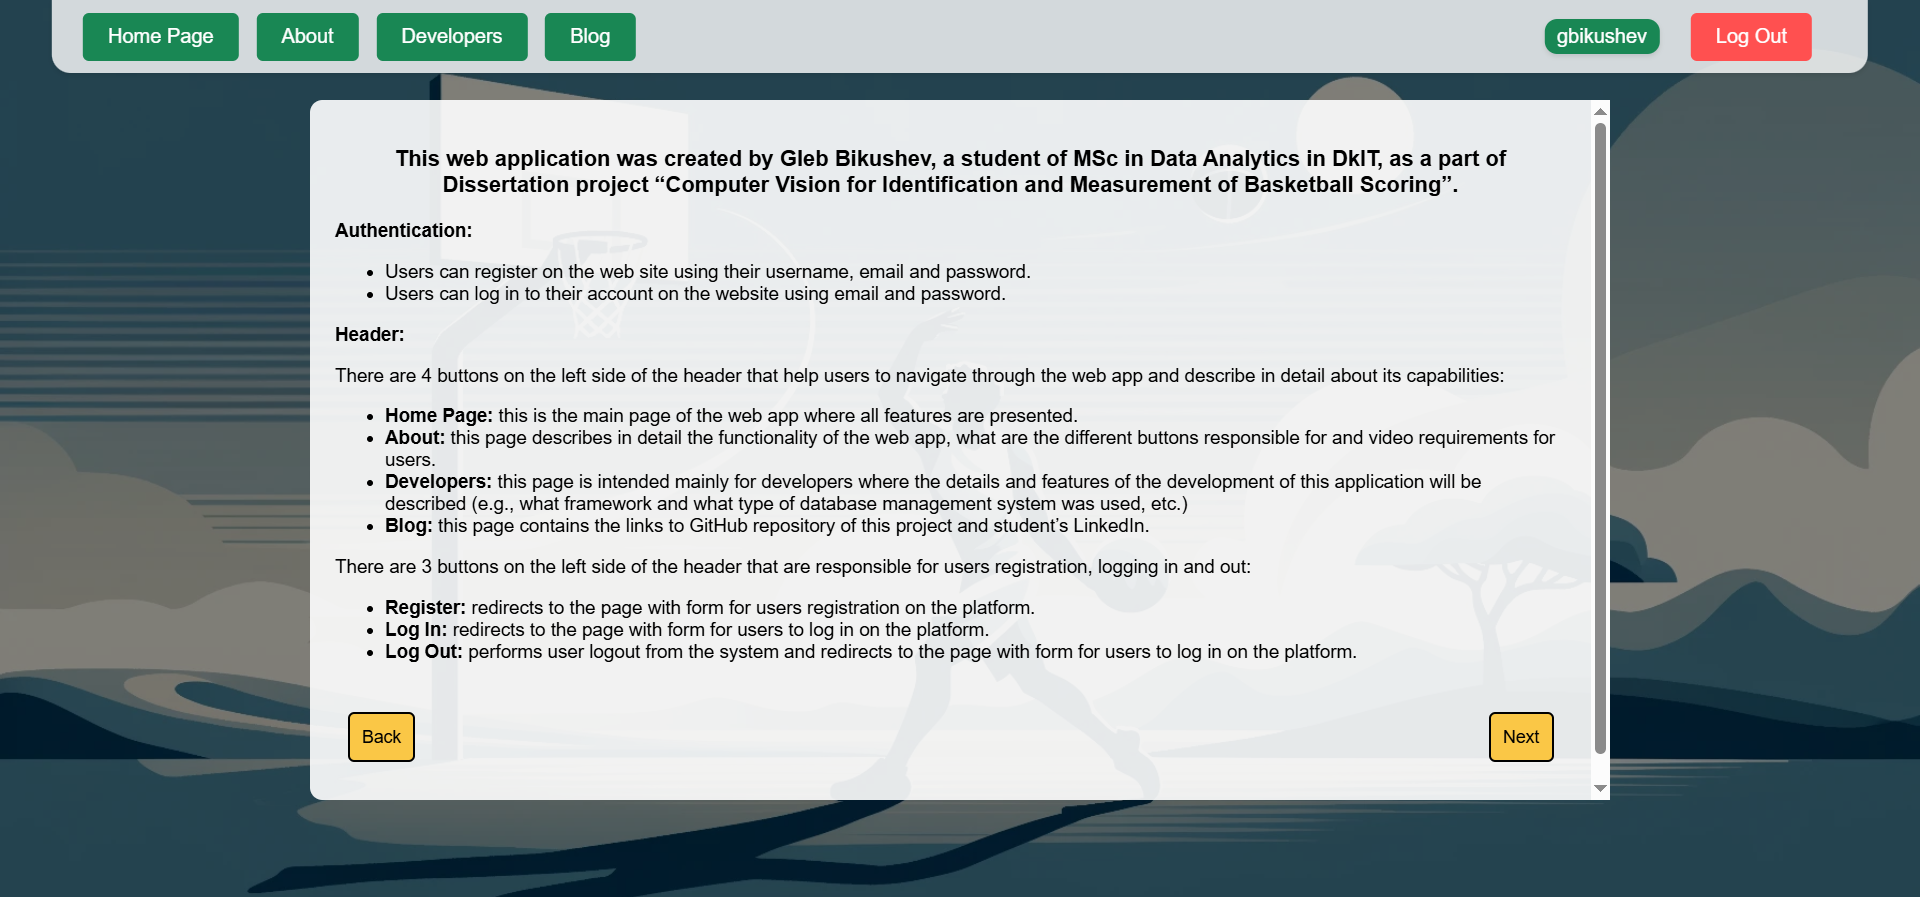 Home Page About Developers Blog gbikushev Log Out
This web application was created by Gleb Bikushev, a student of MSc in Data Analytics in DkIT, as a part of
Dissertation project “Computer Vision for Identification and Measurement of Basketball Scoring”.
Authentication:
• Users can register on the web site using their username, email and password.
• Users can log in to their account on the website using email and password.
Header:
There are 4 buttons on the left side of the header that help users to navigate through the web app and describe in detail about its capabilities:
• Home Page: this is the main page of the web app where all features are presented.
• About: this page describes in detail the functionality of the web app, what are the different buttons responsible for and video requirements for
users.
• Developers: this page is intended mainly for developers where the details and features of the development of this application will be
described (e.g., what framework and what type of database management system was used, etc.)
• Blog: this page contains the links to GitHub repository of this project and student’s LinkedIn.
There are 3 buttons on the left side of the header that are responsible for users registration, logging in and out:
• Register: redirects to the page with form for users registration on the platform.
• Log In: redirects to the page with form for users to log in on the platform.
• Log Out: performs user logout from the system and redirects to the page with form for users to log in on the platform.
Back Next